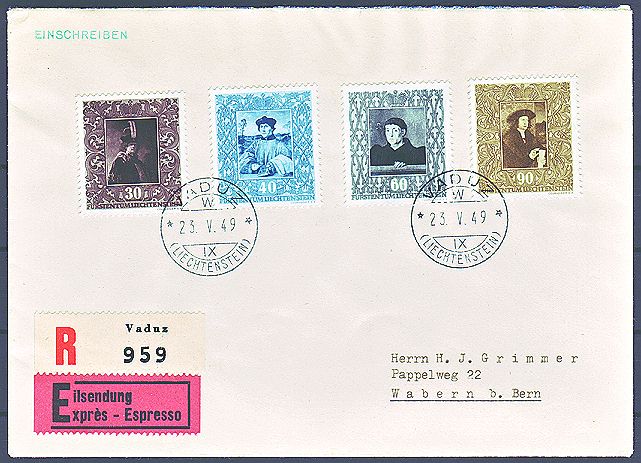 EINSCHREIBEN
30
FÜRSTENTUM LIECHTENSTEIN
40
FÜRSTENTUM LIECHTENSTEIN
60
FÜRSTENTUM LIECHTENSTEIN
90
FÜRSTENTUM LIECHTENSTEIN
VADUZ
W
* 23. V. 49 *
IX
(LIECHTENSTEIN)
VADUZ
W
* 23. V. 49 *
IX
(LIECHTENSTEIN)
R
Vaduz
959
Eilsendung
Exprès - Espresso
Herrn H. J. Grimmer
Pappelweg 22
Wabern b. Bern